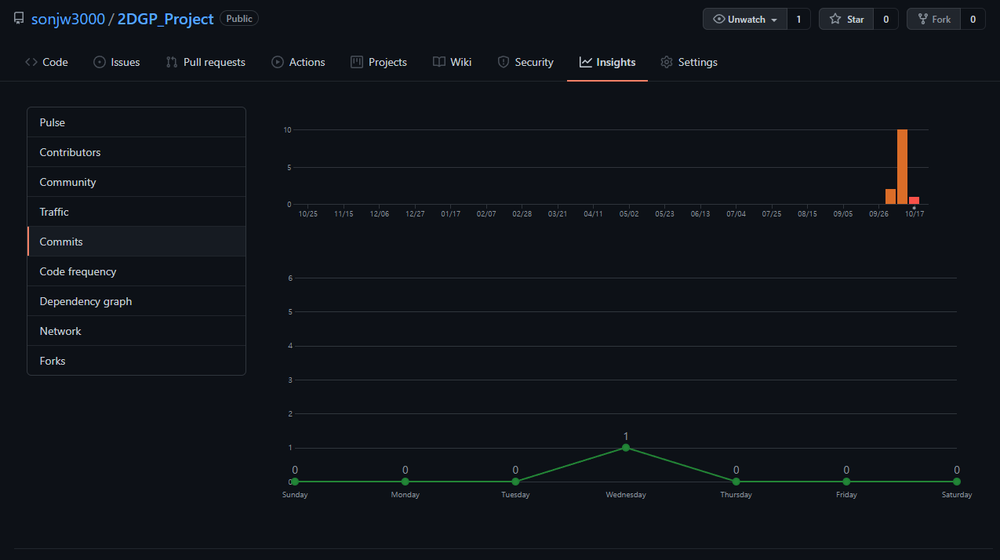 sonjw3000 / 2DGP_Project Public
Unwatch 1 Star 0 Fork 0
Code Issues Pull requests Actions Projects Wiki Security Insights Settings
Pulse
Contributors
Community
Traffic
Commits
Code frequency
Dependency graph
Network
Forks
10
5
0
10/25 11/15 12/06 12/27 01/17 02/07 02/28 03/21 04/11 05/02 05/23 06/13 07/04 07/25 08/15 09/05 09/26 10/17
6
5
4
3
2
1
0
0 0 0 1 0 0 0
Sunday Monday Tuesday Wednesday Thursday Friday Saturday